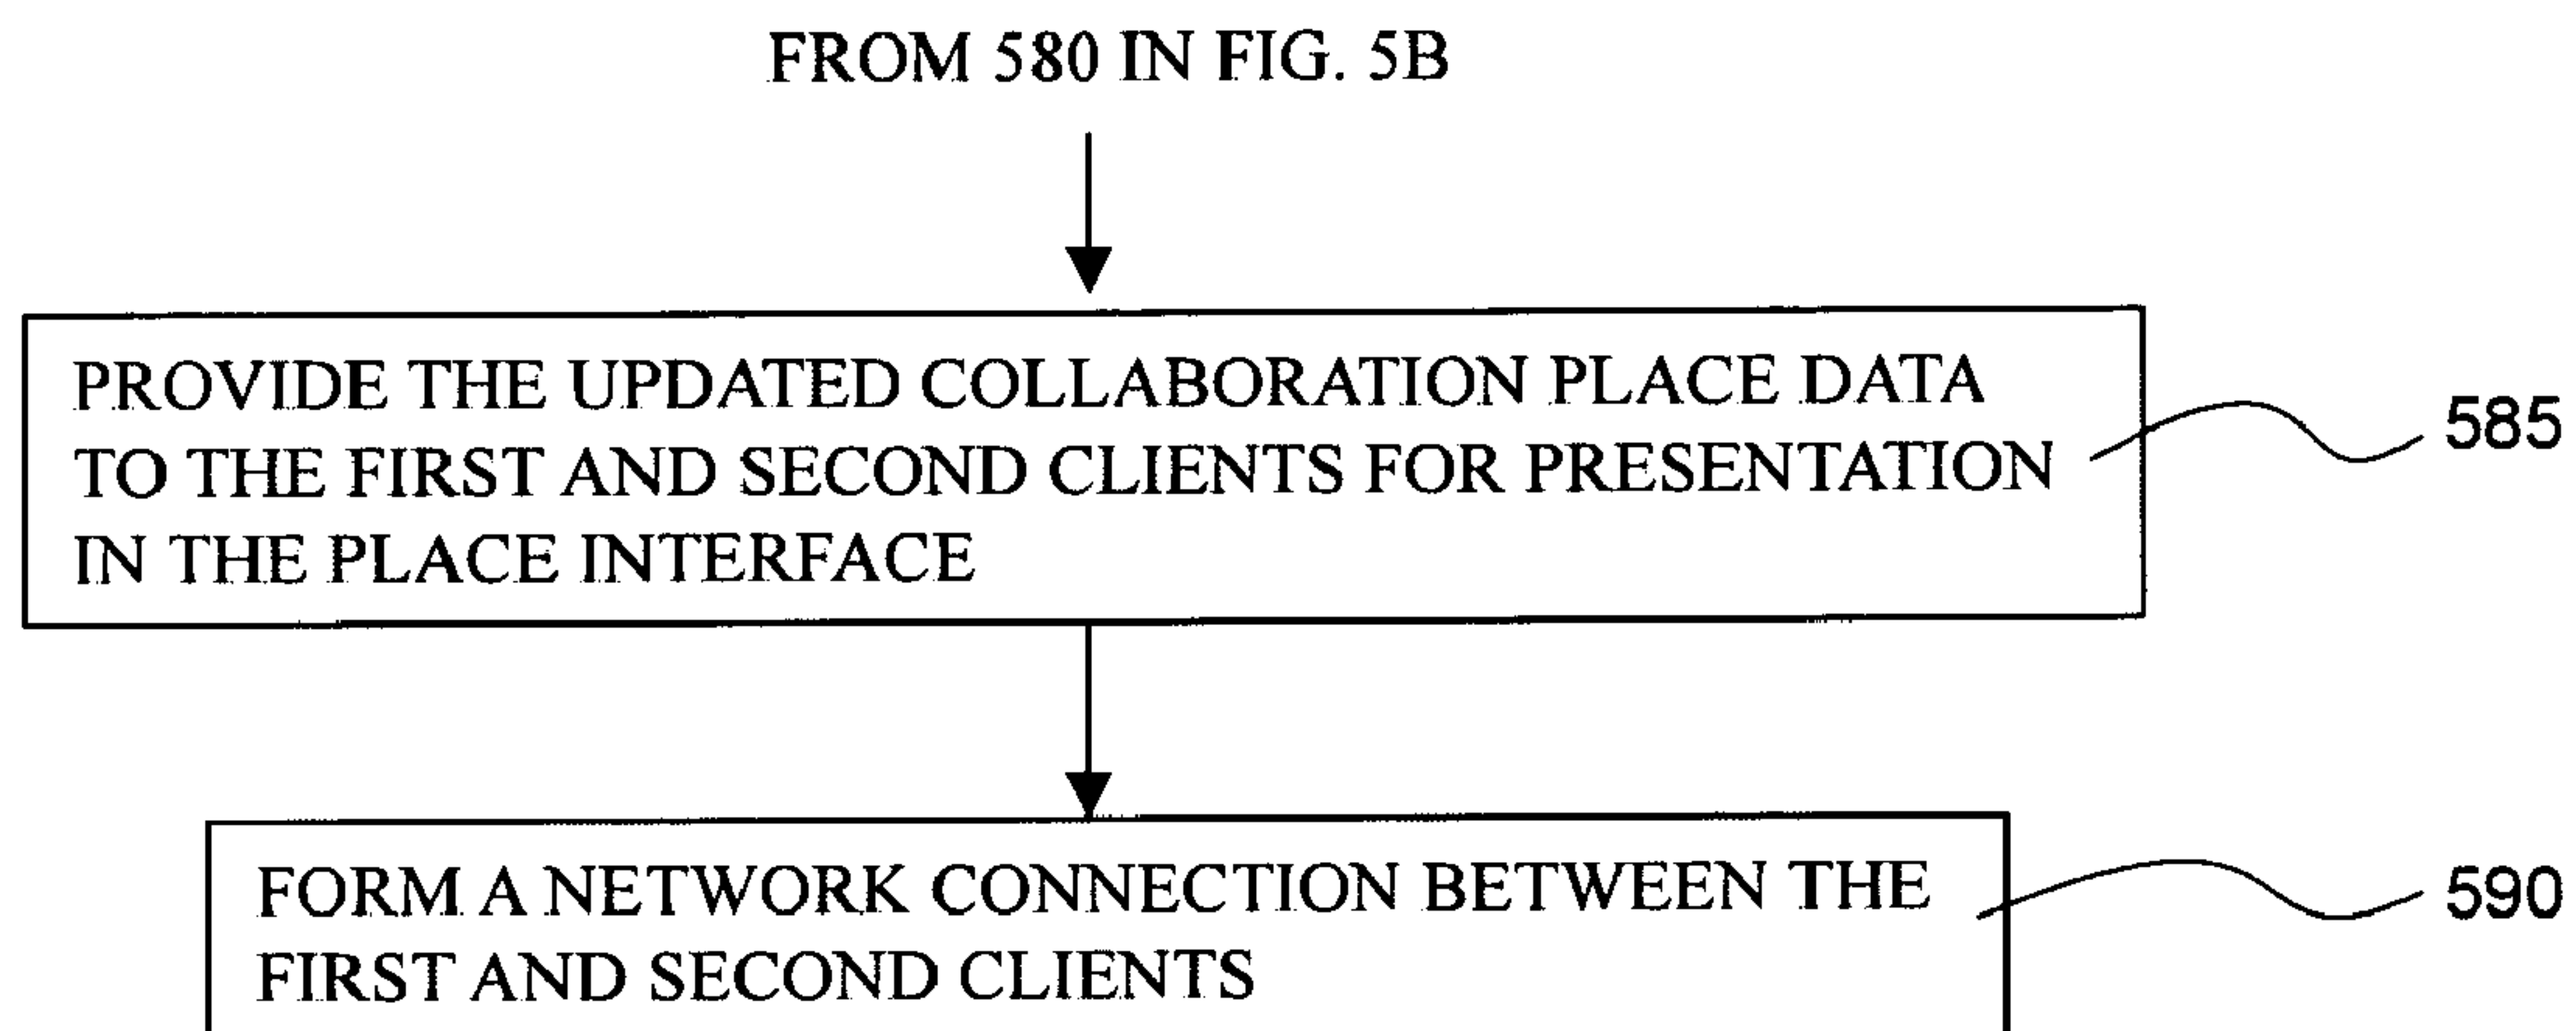 FROM 580 IN FIG. 5B
PROVIDE THE UPDATED COLLABORATION PLACE DATA
TO THE FIRST AND SECOND CLIENTS FOR PRESENTATION
IN THE PLACE INTERFACE
585
FORM A NETWORK CONNECTION BETWEEN THE
FIRST AND SECOND CLIENTS
590